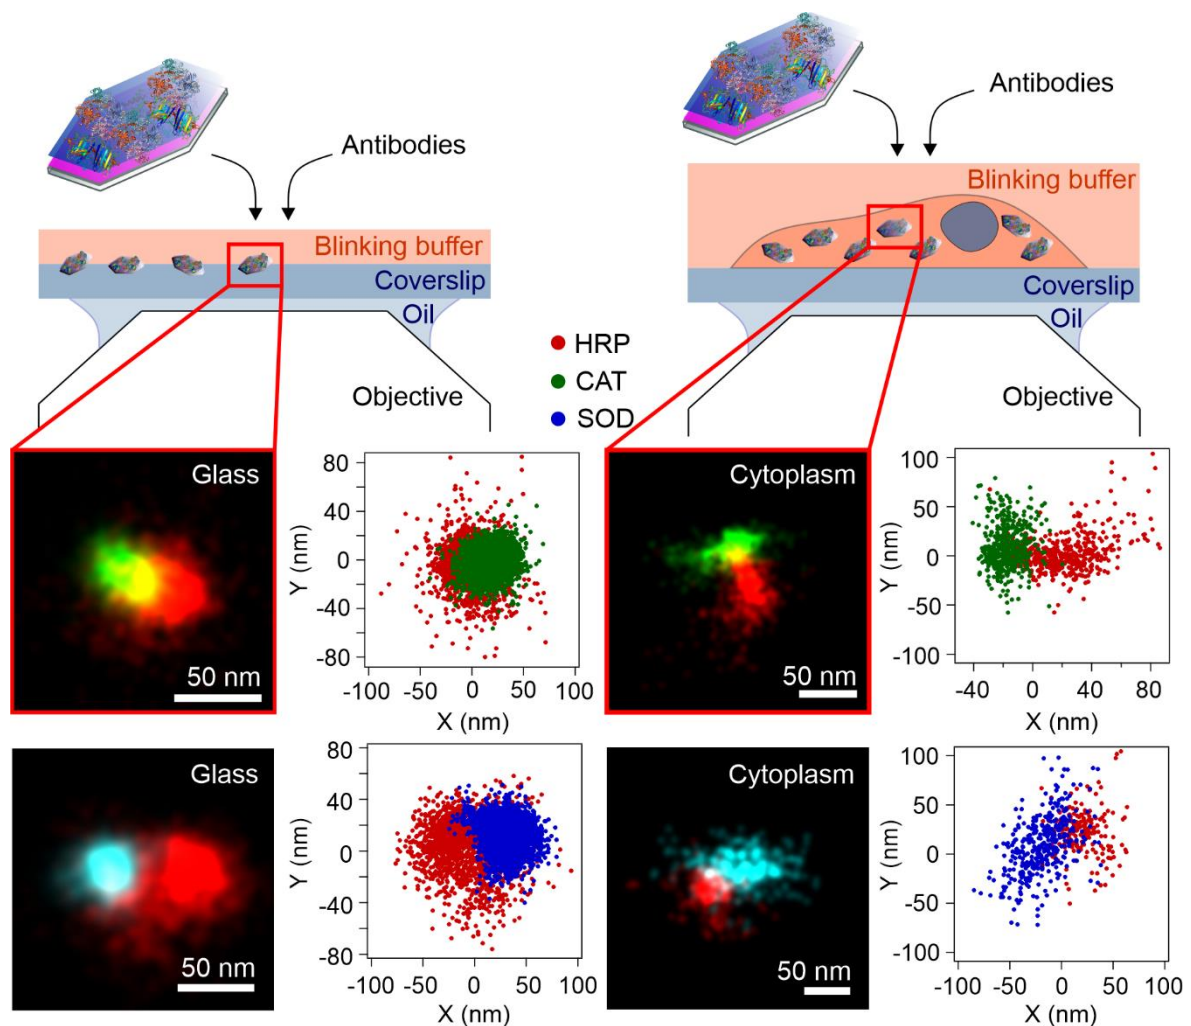 Antibodies
Blinking buffer
Coverslip
Oil
Objective
Antibodies
Blinking buffer
Coverslip
Oil
Objective
HRP
CAT
SOD
Glass
50 nm
80
40
0
-40
-80
Y (nm)
-100 -50 0 50 100
X (nm)
Cytoplasm
50 nm
100
50
0
-50
-100
Y (nm)
-40 0 40 80
X (nm)
Glass
50 nm
80
40
0
-40
-80
Y (nm)
-100 -50 0 50 100
X (nm)
Cytoplasm
50 nm
100
50
0
-50
-100
Y (nm)
-100 -50 0 50 100
X (nm)